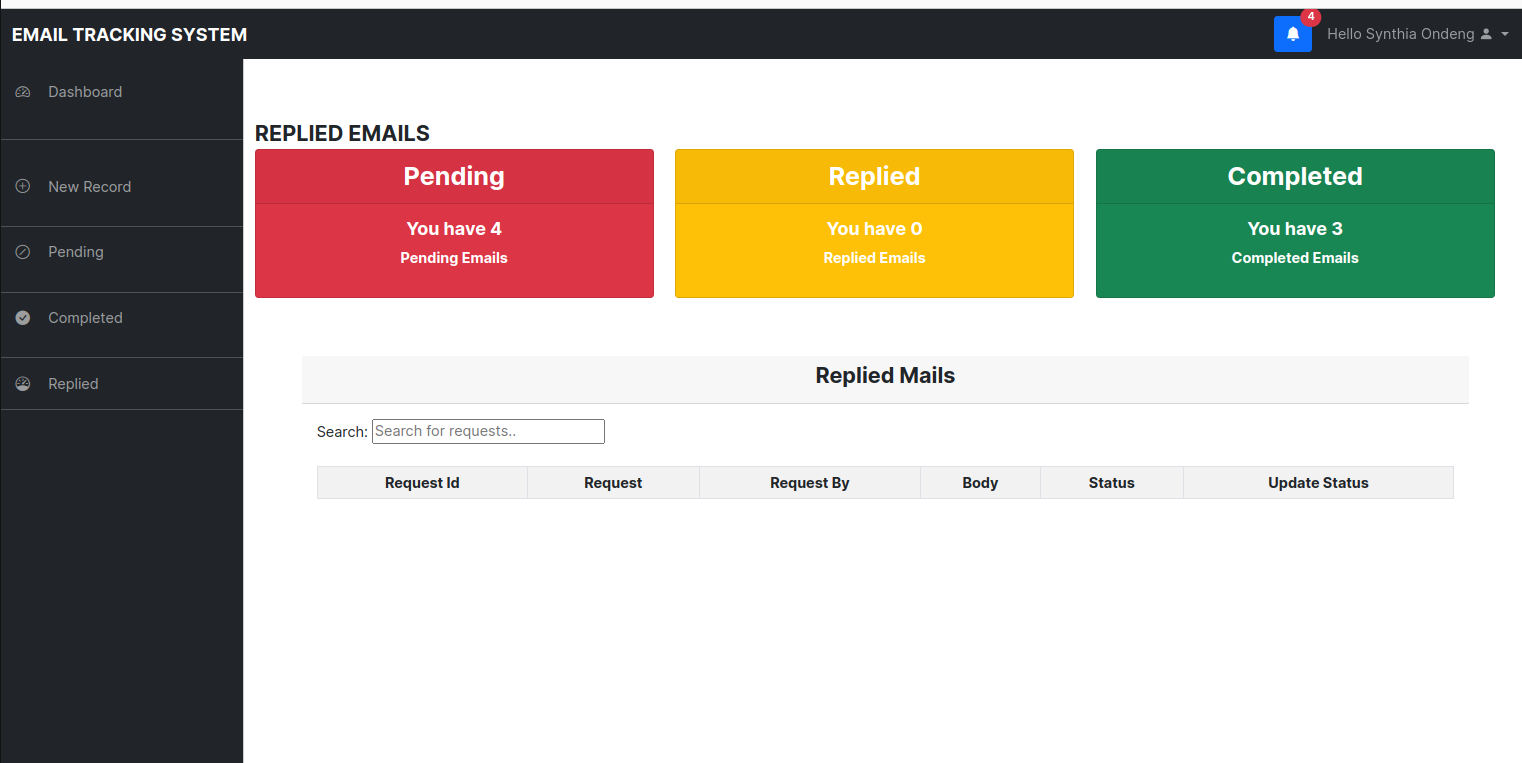 EMAIL TRACKING SYSTEM
4
Hello Synthia Ondeng
Dashboard
New Record
Pending
Completed
Replied
REPLIED EMAILS
Pending
You have 4
Pending Emails
Replied
You have 0
Replied Emails
Completed
You have 3
Completed Emails
Replied Mails
Search: Search for requests..
Request Id Request Request By Body Status Update Status